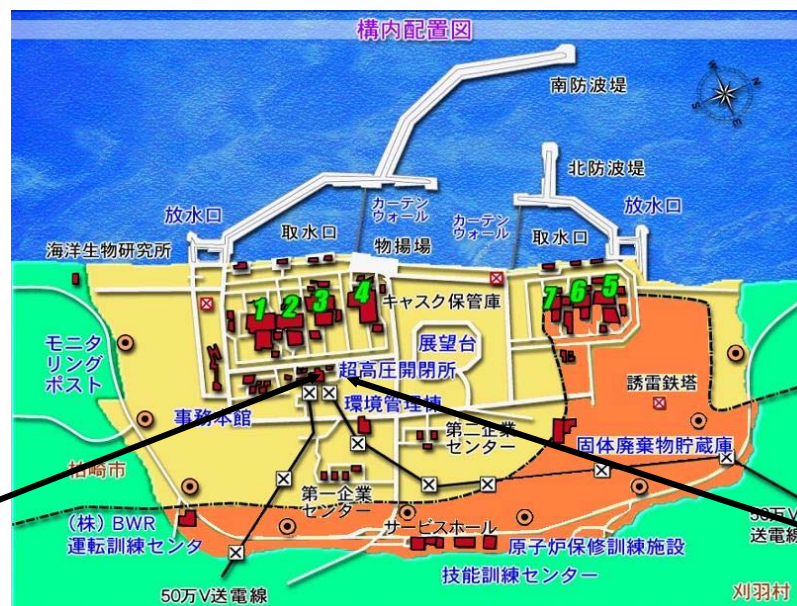 構内配置図
南防波堤
北防波堤
放水口
カーテン
ウォール
カーテン
ウォール
放水口
取水口
物揚場
取水口
海洋生物研究所
1 2 3 4
7 6 5
キャスク保管庫
モニタ
リング
ポスト
展望台
超高圧開閉所
誘雷鉄塔
環境管理棟
事務本館
第二企業
センター
固体廃棄物貯蔵庫
柏崎市
第一企業
センター
(株)BWR
運転訓練センタ
サービスホール
50万V
送電線
原子炉保修訓練施設
技能訓練センター
50万V送電線
刈羽村
N
W
S
E